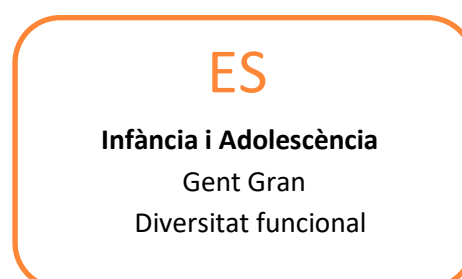 ES
Infància i Adolescència
Gent Gran
Diversitat funcional